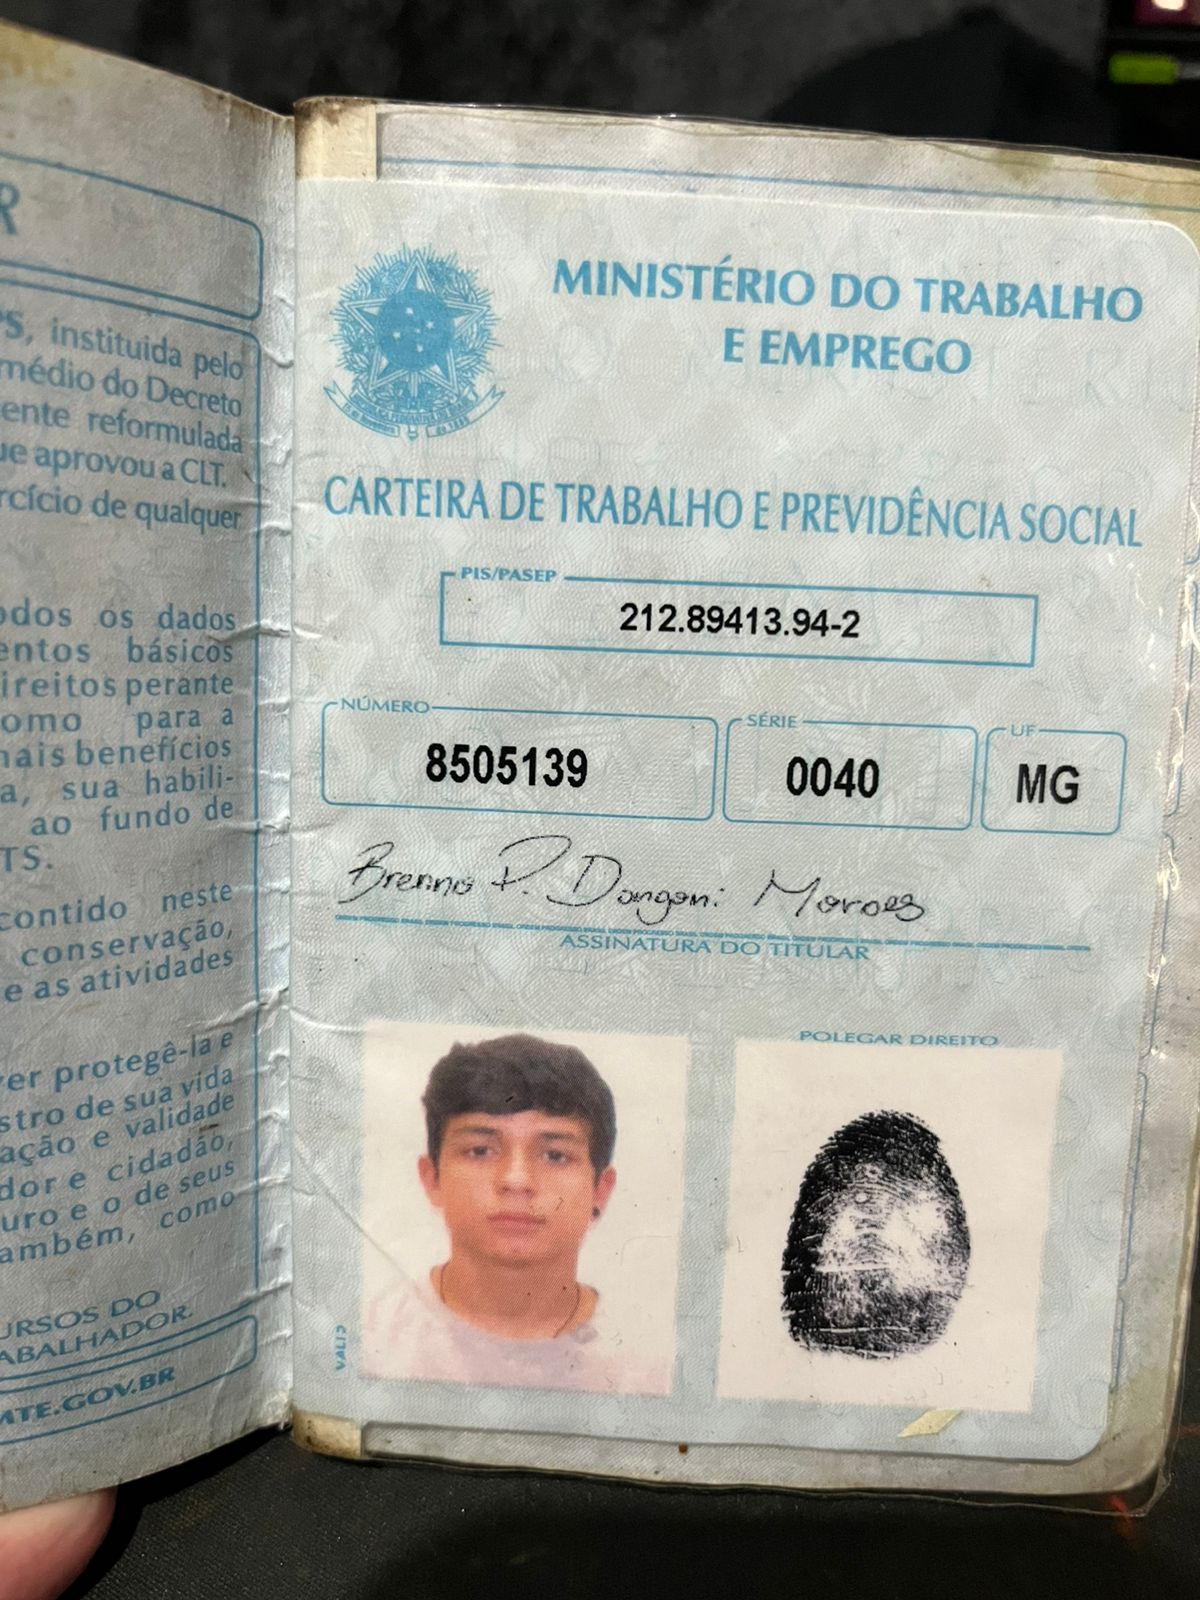 R
PS, instituida pelo
médio do Decreto
ente reformulada
ue aprovou a CLT.
rcício de qualquer
odos os dados
entos básicos
ireitos perante
omo para a
nais benefícios
a, sua habili-
ao fundo de
TS.
contido neste
conservação,
e as atividades
er protegê-la e
stro de sua vida
ação e validade
dor e cidadão,
uro e o de seus
ambém, como
URSOS DO
ABALHADOR.
MTE.GOV.BR
MINISTÉRIO DO TRABALHO
E EMPREGO
CARTEIRA DE TRABALHO E PREVIDÊNCIA SOCIAL
PIS/PASEP
212.89413.94-2
NÚMERO SÉRIE UF
8505139 0040 MG
Brenno P. Dangoni Moraes
ASSINATURA DO TITULAR
POLEGAR DIREITO
VALID